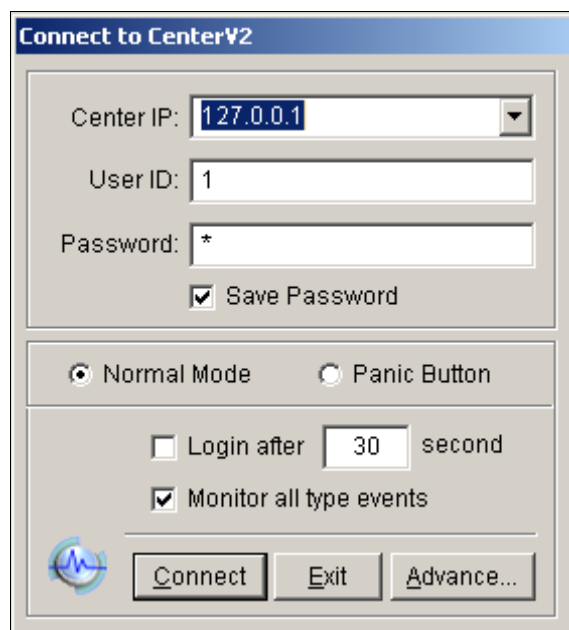 Connect to CenterV2
Center IP: 127.0.0.1
User ID: 1
Password: *
Save Password
Normal Mode Panic Button
Login after 30 second
Monitor all type events
Connect Exit Advance...